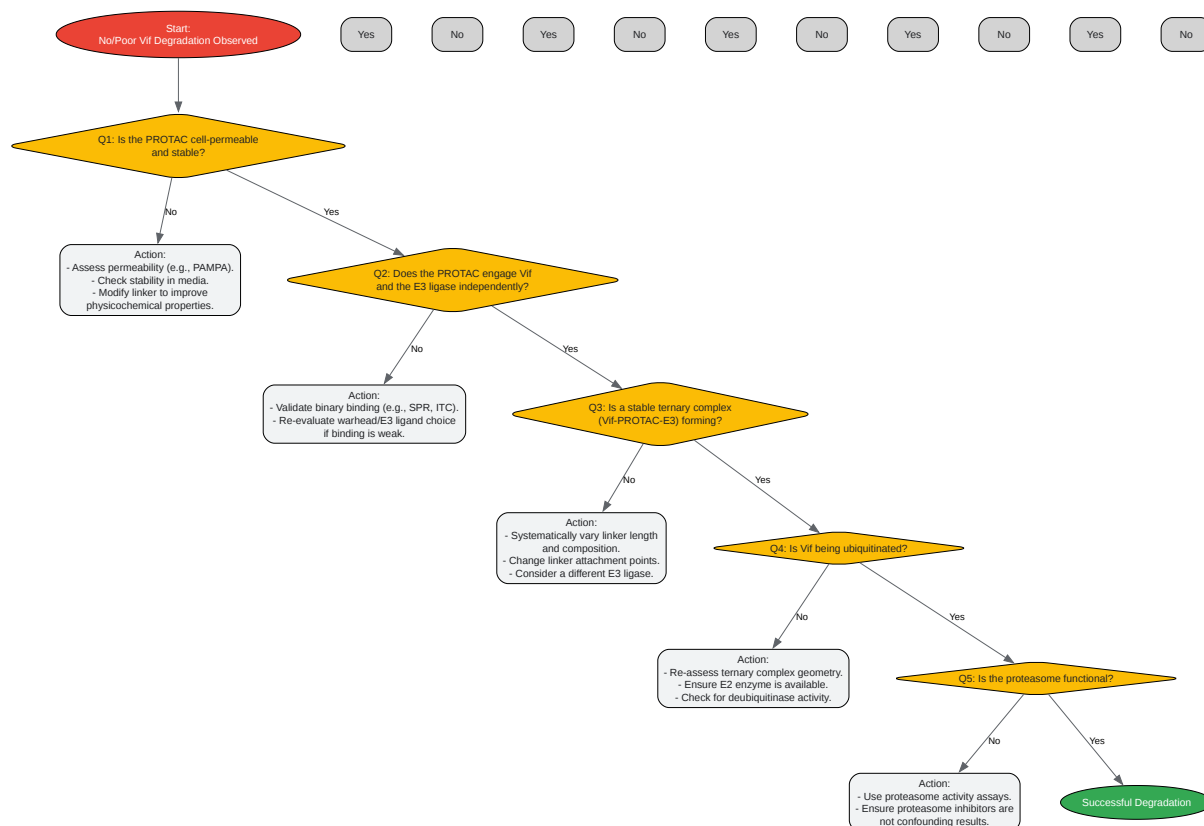 Start:
No/Poor Vif Degradation Observed
Yes
No
Yes
No
Yes
No
Yes
No
Yes
No
Q1: Is the PROTAC cell-permeable
and stable?
No
Yes
Action:
- Assess permeability (e.g., PAMPA).
- Check stability in media.
- Modify linker to improve
physicochemical properties.
Q2: Does the PROTAC engage Vif
and the E3 ligase independently?
No
Yes
Action:
- Validate binary binding (e.g., SPR, ITC).
- Re-evaluate warhead/E3 ligand choice
if binding is weak.
Q3: Is a stable ternary complex
(Vif-PROTAC-E3) forming?
No
Yes
Action:
- Systematically vary linker length
and composition.
- Change linker attachment points.
- Consider a different E3 ligase.
Q4: Is Vif being ubiquitinated?
No
Yes
Action:
- Re-assess ternary complex geometry.
- Ensure E2 enzyme is available.
- Check for deubiquitinase activity.
Q5: Is the proteasome functional?
No
Yes
Action:
- Use proteasome activity assays.
- Ensure proteasome inhibitors are
not confounding results.
Successful Degradation